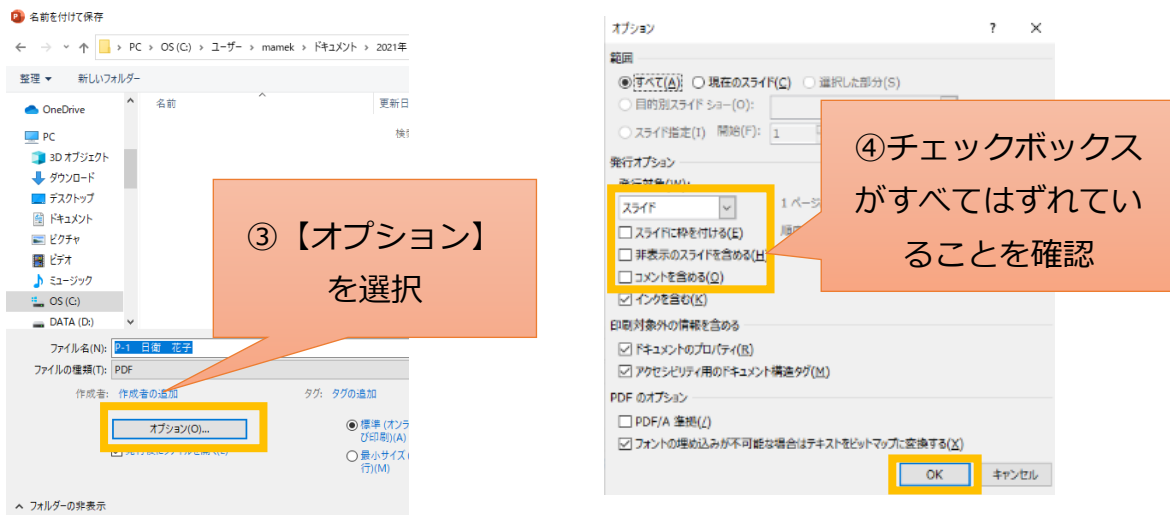 名前を付けて保存
PC > OS (C:) > ユーザー > mamek > ドキュメント > 2021年
整理 新しいフォルダー
OneDrive
PC
3D オブジェクト
ダウンロード
デスクトップ
ドキュメント
ピクチャ
ビデオ
ミュージック
OS (C:)
DATA (D:)
名前
更新日
③【オプション】
を選択
ファイル名(N): P-1 日衛 花子
ファイルの種類(T): PDF
作成者: 作成者の追加
タグ: タグの追加
オプション(O)...
標準 (オンラ
び印刷)(A)
最小サイズ (
行)(M)
フォルダーの非表示
オプション
? ×
範囲
すべて(A) 現在のスライド(C) 選択した部分(S)
目的別スライド ショー(O):
スライド指定(I) 開始(F): 1
発行オプション
発行対象(W):
スライド
1 ページ
スライドに枠を付ける(E)
非表示のスライドを含める(H)
コメントを含める(O)
インクを含む(K)
④チェックボックス
がすべてはずれてい
ることを確認
印刷対象外の情報を含める
ドキュメントのプロパティ(R)
アクセシビリティ用のドキュメント構造タグ(M)
PDF のオプション
PDF/A 準拠(/)
フォントの埋め込みが不可能な場合はテキストをビットマップに変換する(X)
OK キャンセル